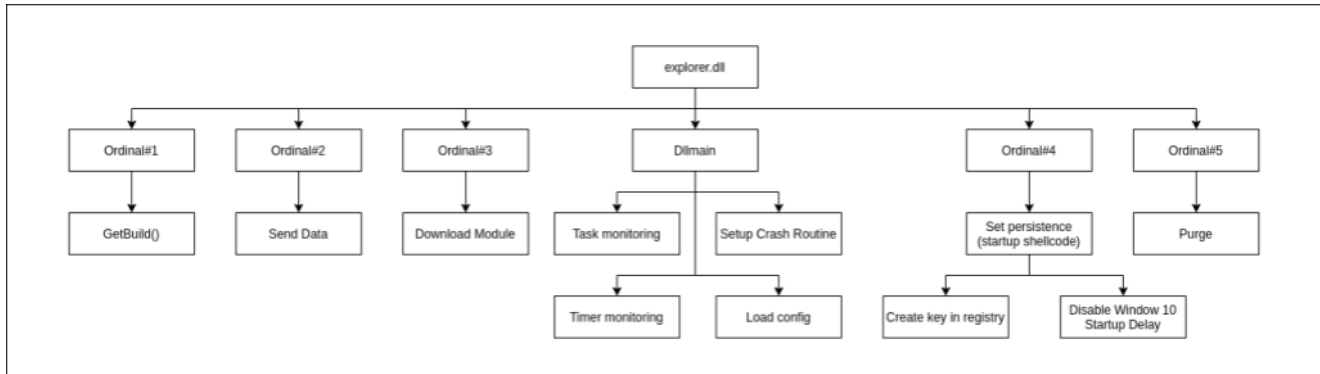 explorer.dll
Ordinal#1
Ordinal#2
Ordinal#3
Dllmain
Ordinal#4
Ordinal#5
GetBuild()
Send Data
Download Module
Task monitoring
Setup Crash Routine
Set persistence
(startup shellcode)
Purge
Timer monitoring
Load config
Create key in registry
Disable Window 10
Startup Delay